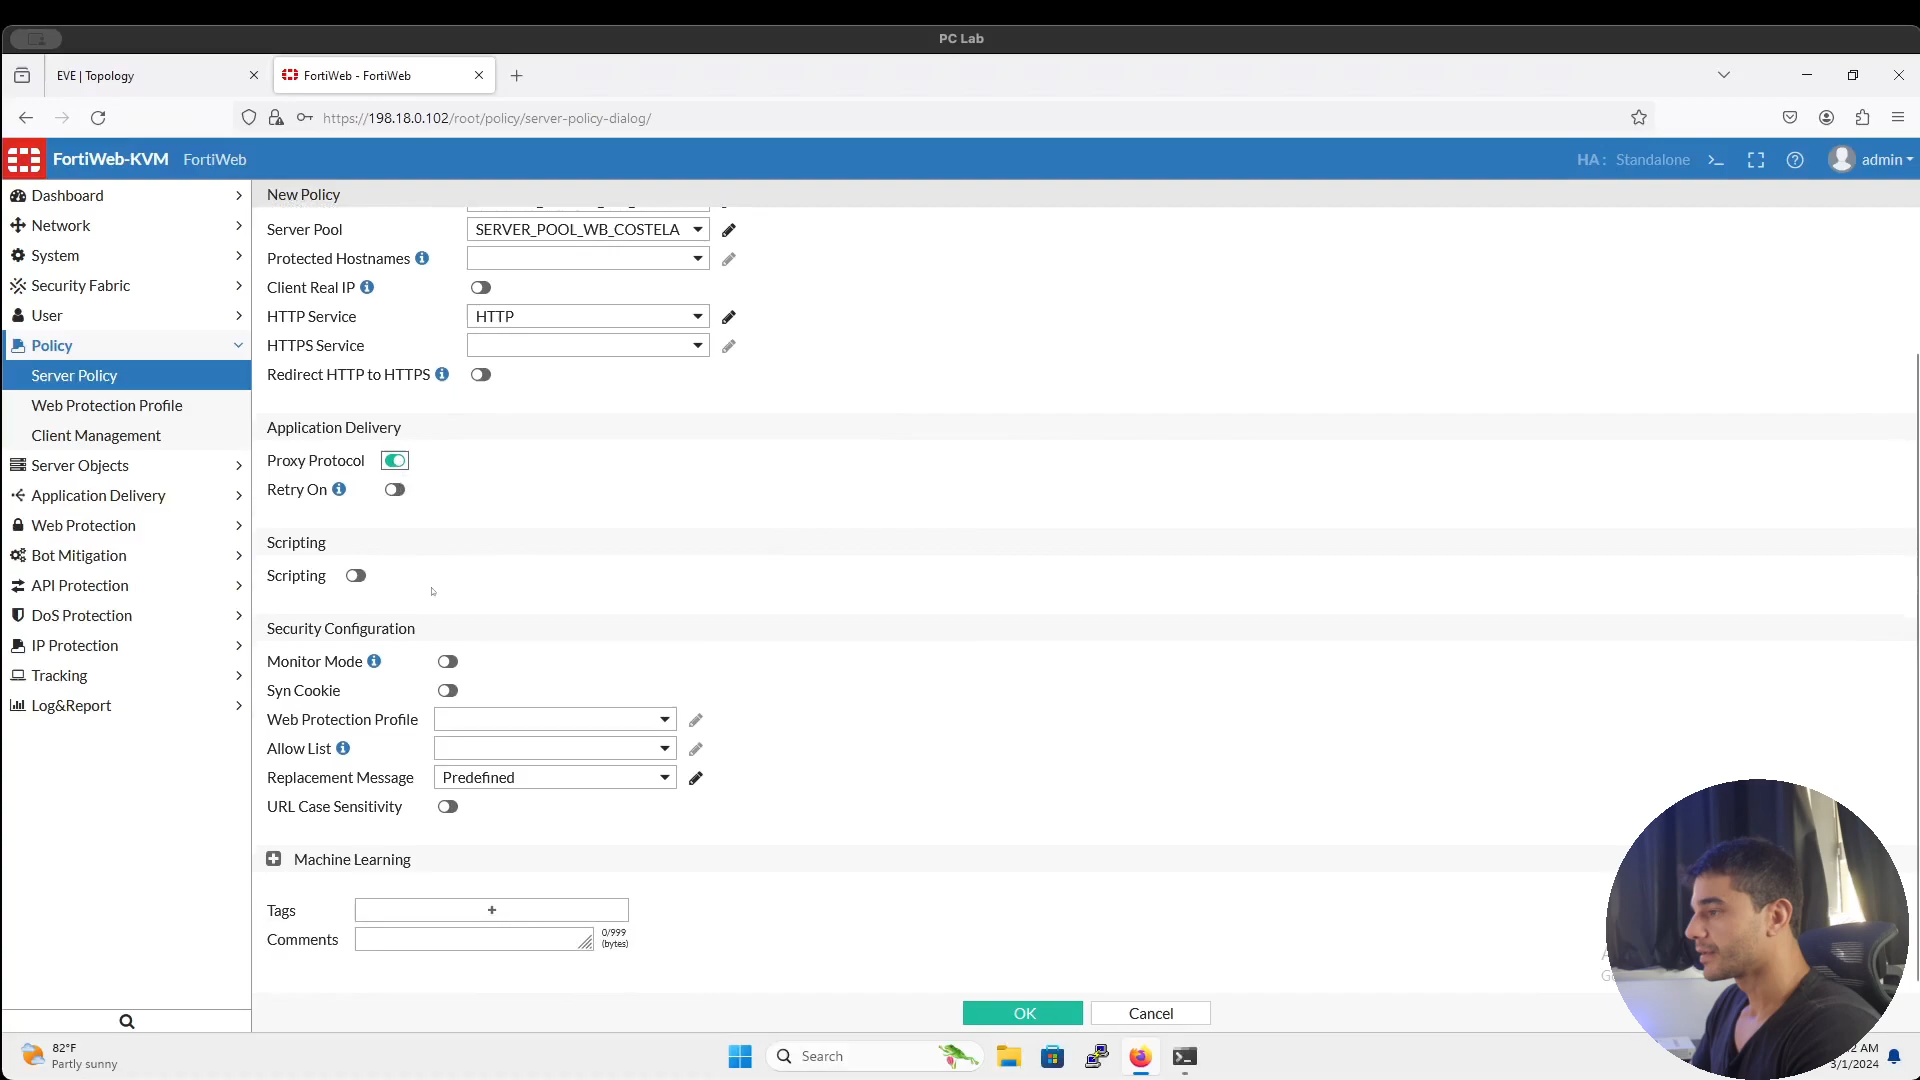 PC Lab
EVE | Topology
FortiWeb - FortiWeb
https://198.18.0.102/root/policy/server-policy-dialog/
FortiWeb-KVM FortiWeb
HA: Standalone
admin
Dashboard
Network
System
Security Fabric
User
Policy
Server Policy
Web Protection Profile
Client Management
Server Objects
Application Delivery
Web Protection
Bot Mitigation
API Protection
DoS Protection
IP Protection
Tracking
Log&Report
New Policy
Server Pool SERVER_POOL_WB_COSTELA
Protected Hostnames
Client Real IP
HTTP Service HTTP
HTTPS Service
Redirect HTTP to HTTPS
Application Delivery
Proxy Protocol
Retry On
Scripting
Scripting
Security Configuration
Monitor Mode
Syn Cookie
Web Protection Profile
Allow List
Replacement Message Predefined
URL Case Sensitivity
Machine Learning
Tags
Comments 0/999
(bytes)
OK Cancel
82°F
Partly sunny
Search
2 AM
3/1/2024